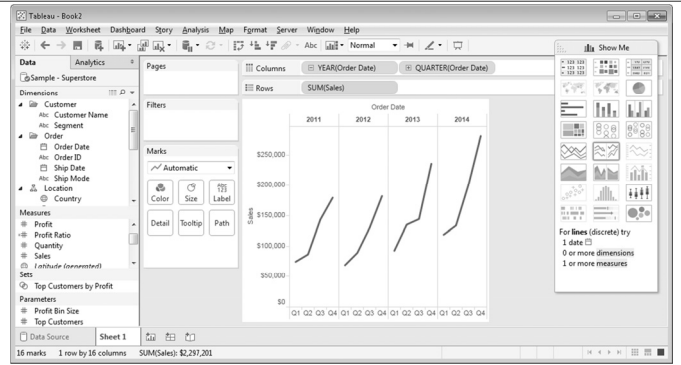 Tableau - Book2
File Data Worksheet Dashboard Story Analysis Map Format Server Window Help
Abc Normal
Data Analytics
Sample - Superstore
Dimensions
Customer
Abc Customer Name
Abc Segment
Order
Order Date
Abc Order ID
Ship Date
Abc Ship Mode
Location
Country
Measures
# Profit
# Profit Ratio
# Quantity
# Sales
Latitude (generated)
Sets
Top Customers by Profit
Parameters
# Profit Bin Size
# Top Customers
Pages
Filters
Marks
Automatic
Color Size Label
Detail Tooltip Path
Columns YEAR(Order Date) QUARTER(Order Date)
Rows SUM(Sales)
Order Date
2011 2012 2013 2014
Sales
$250,000
$200,000
$150,000
$100,000
$50,000
$0
Q1 Q2 Q3 Q4 Q1 Q2 Q3 Q4 Q1 Q2 Q3 Q4 Q1 Q2 Q3 Q4
Show Me
For lines (discrete) try
1 date
0 or more dimensions
1 or more measures
Data Source Sheet 1
16 marks 1 row by 16 columns SUM(Sales): $2,297,201